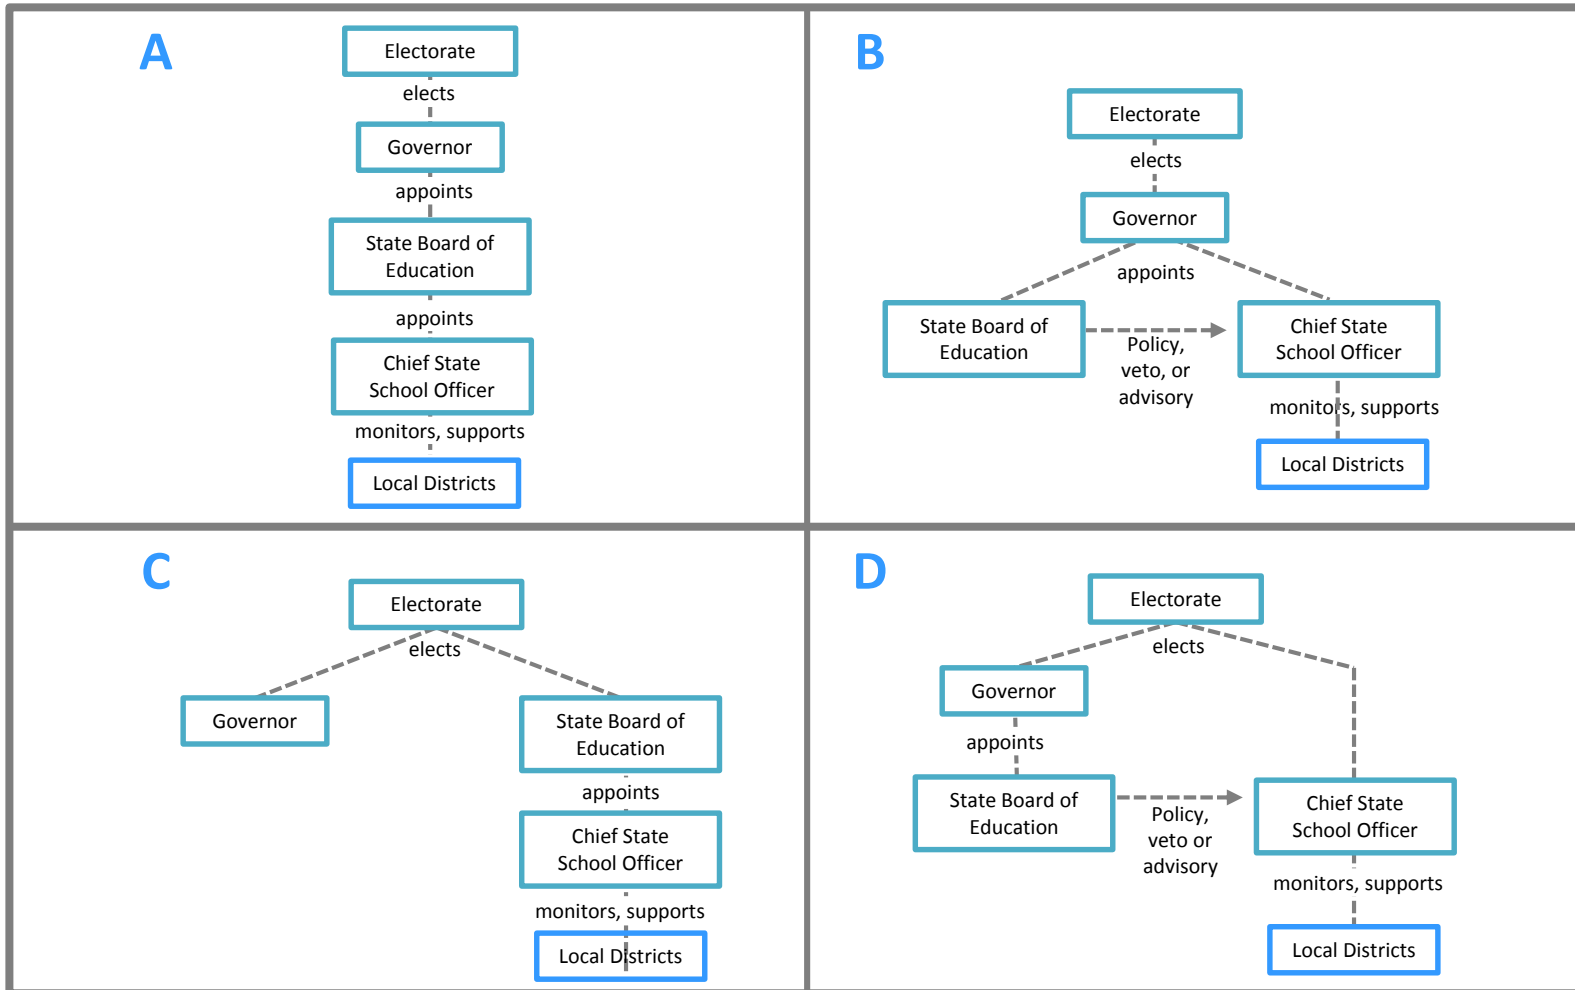 A
Electorate
elects
Governor
appoints
State Board of
Education
appoints
Chief State
School Officer
monitors, supports
Local Districts
B
Electorate
elects
Governor
appoints
State Board of
Education
Policy,
veto, or
advisory
Chief State
School Officer
monitors, supports
Local Districts
C
Electorate
elects
Governor
State Board of
Education
appoints
Chief State
School Officer
monitors, supports
Local Districts
D
Electorate
elects
Governor
appoints
State Board of
Education
Policy,
veto or
advisory
Chief State
School Officer
monitors, supports
Local Districts